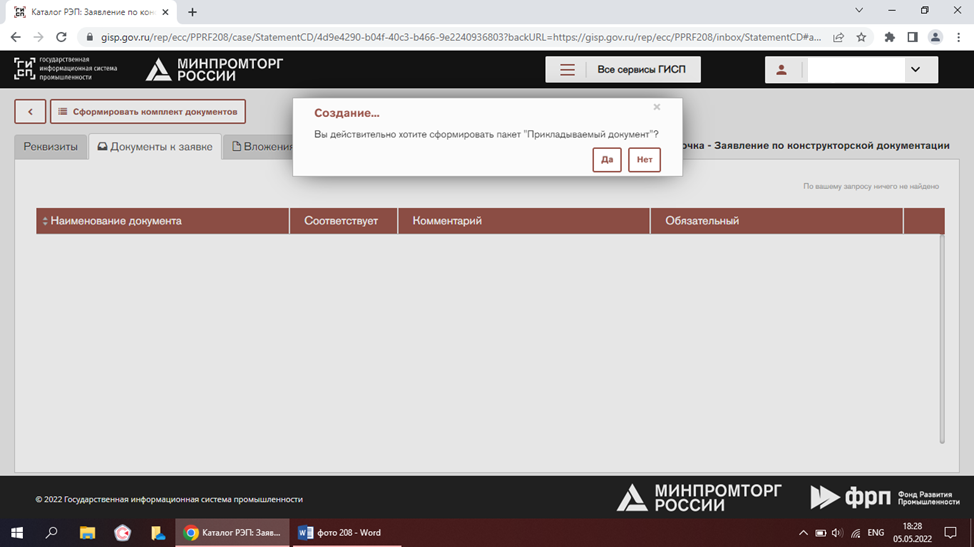 Каталог РЭП: Заявление по кон
gisp.gov.ru/rep/ecc/PPRF208/case/StatementCD/4d9e4290-b04f-40c3-b466-9e2240936803?backURL=https://gisp.gov.ru/rep/ecc/PPRF208/inbox/StatementCD#a...
ГИСП
государственная
информационная система
промышленности
МИНПРОМТОРГ
РОССИИ
Все сервисы ГИСП
Сформировать комплект документов
Создание...
Вы действительно хотите сформировать пакет "Прикладываемый документ"?
Да
Нет
Реквизиты
Документы к заявке
Вложения
очка - Заявление по конструкторской документации
По вашему запросу ничего не найдено
Наименование документа
Соответствует
Комментарий
Обязательный
© 2022 Государственная информационная система промышленности
МИНПРОМТОРГ
РОССИИ
фрп
Фонд Развития
Промышленности
Каталог РЭП: Заяв...
фото 208 - Word
ENG
18:28
05.05.2022